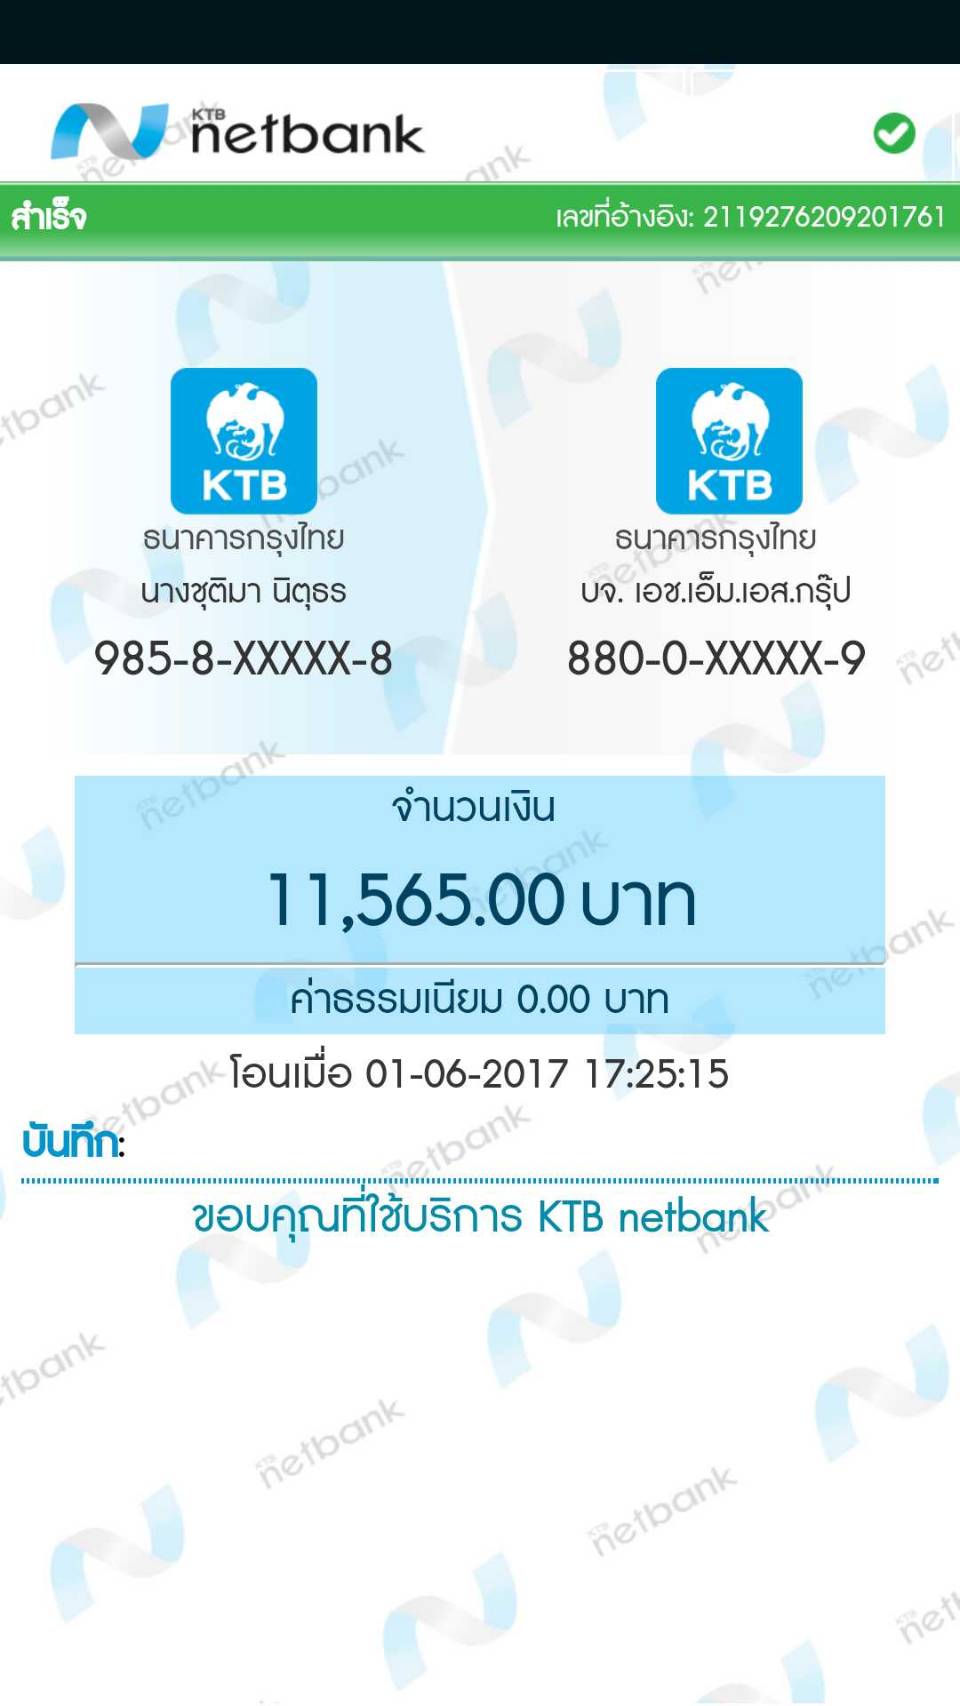 KTB netbank
สำเร็จ เลขที่อ้างอิง: 2119276209201761
KTB KTB
ธนาคารกรุงไทย ธนาคารกรุงไทย
นางชุติมา นิตุธร บจ. เอช.เอ็ม.เอส.กรุ๊ป
985-8-XXXXX-8 880-0-XXXXX-9
จำนวนเงิน
11,565.00 บาท
ค่าธรรมเนียม 0.00 บาท
โอนเมื่อ 01-06-2017 17:25:15
บันทึก:
ขอบคุณที่ใช้บริการ KTB netbank